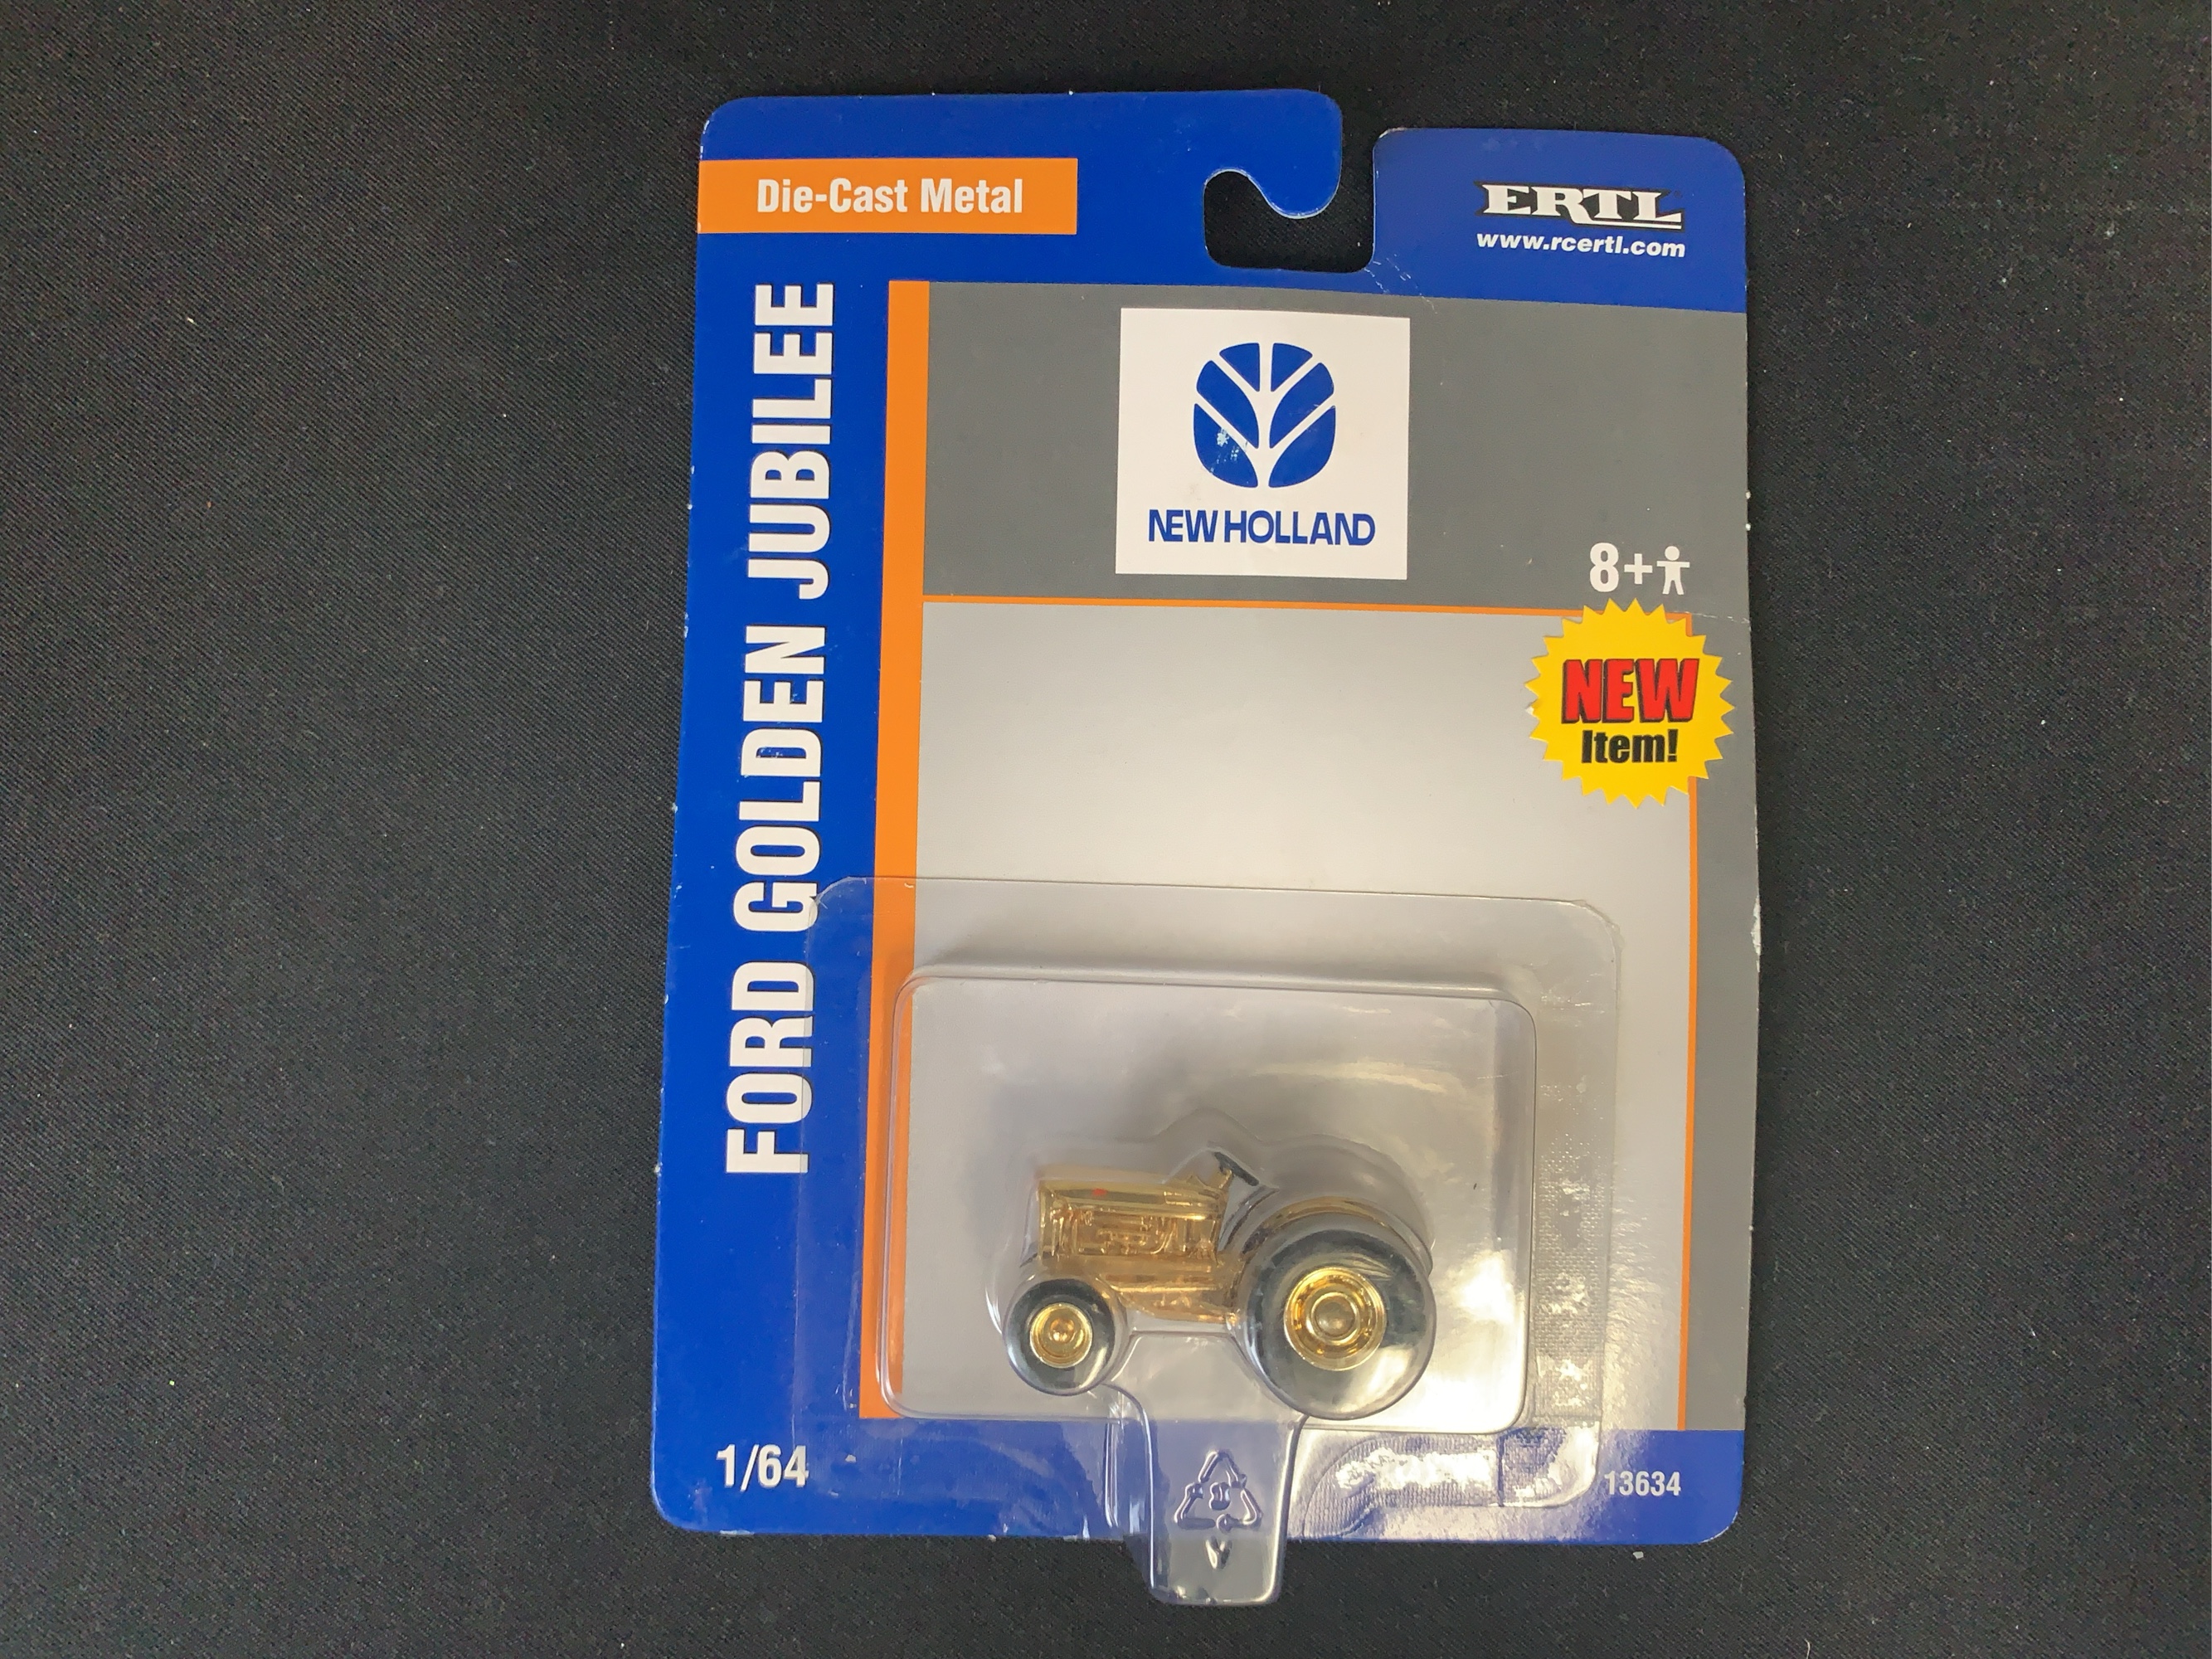 Die-Cast Metal
ERTL
www.rcertl.com
FORD GOLDEN JUBILEE
NEW HOLLAND
8+
NEW
Item!
1/64
13634